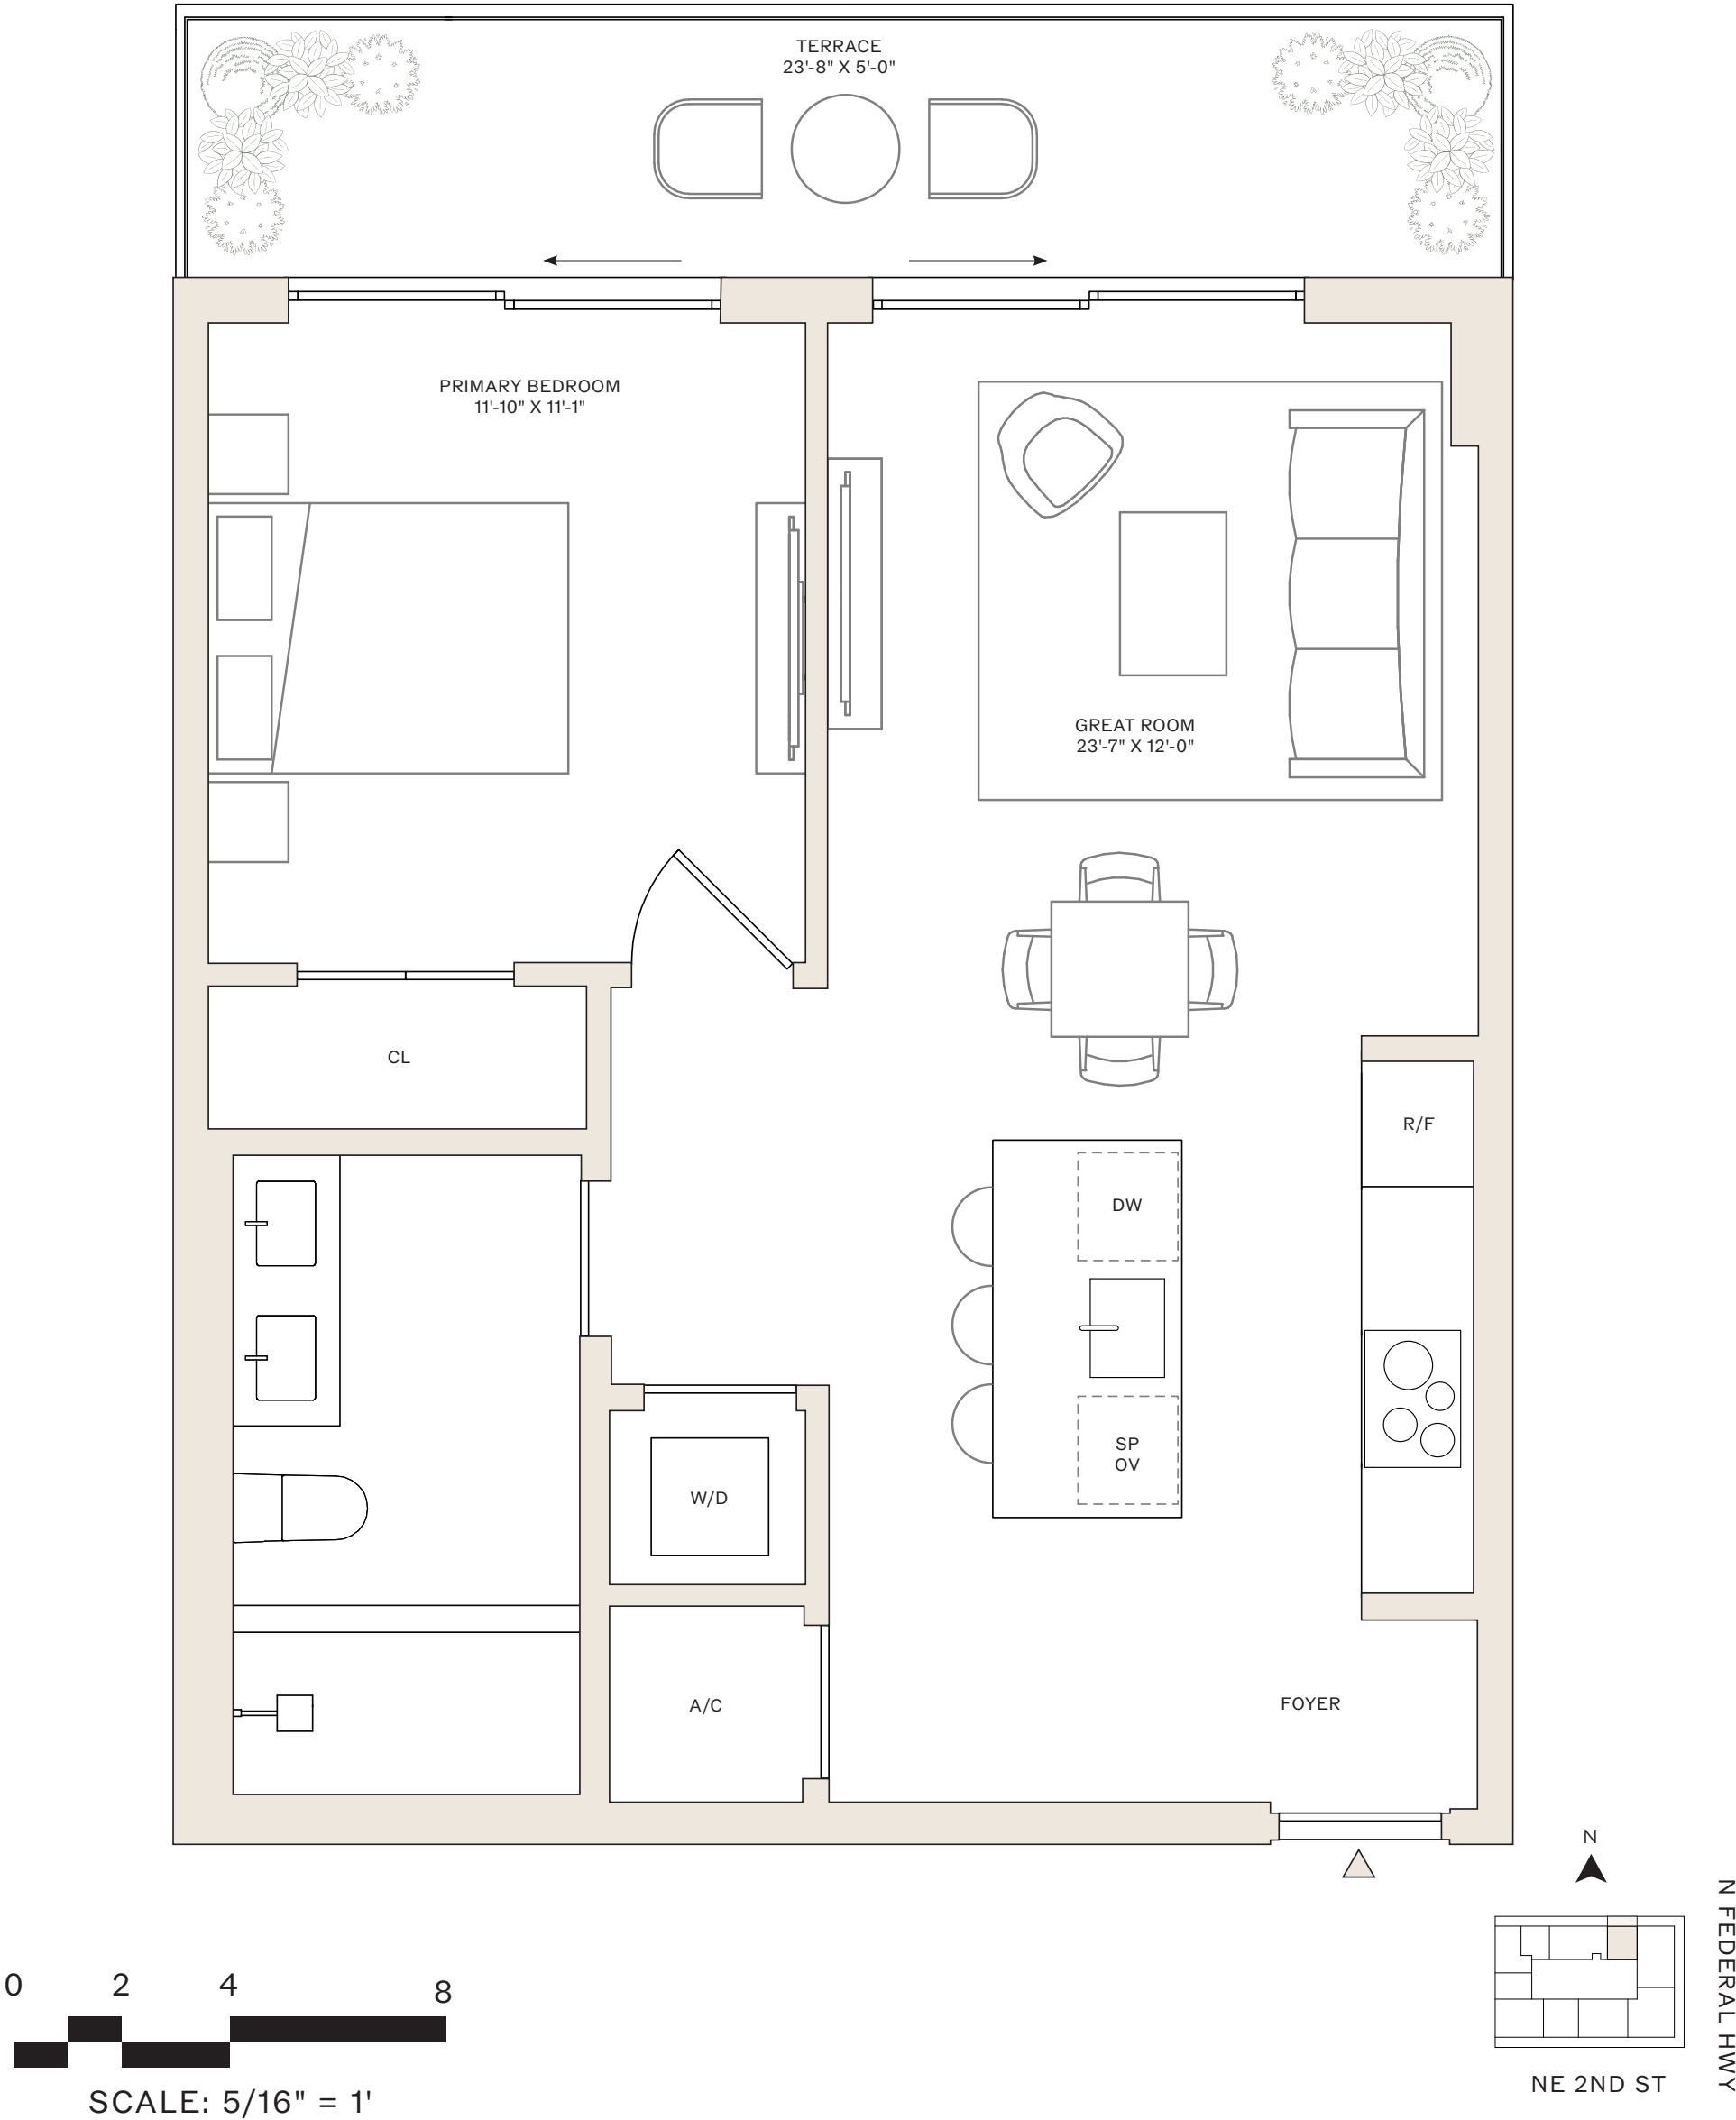 TERRACE
23'-8" X 5'-0"
PRIMARY BEDROOM
11'-10" X 11'-1"
GREAT ROOM
23'-7" X 12'-0"
CL
R/F
DW
SP
OV
W/D
A/C
FOYER
N
N FEDERAL HWY
NE 2ND ST
0 2 4 8
SCALE: 5/16" = 1'